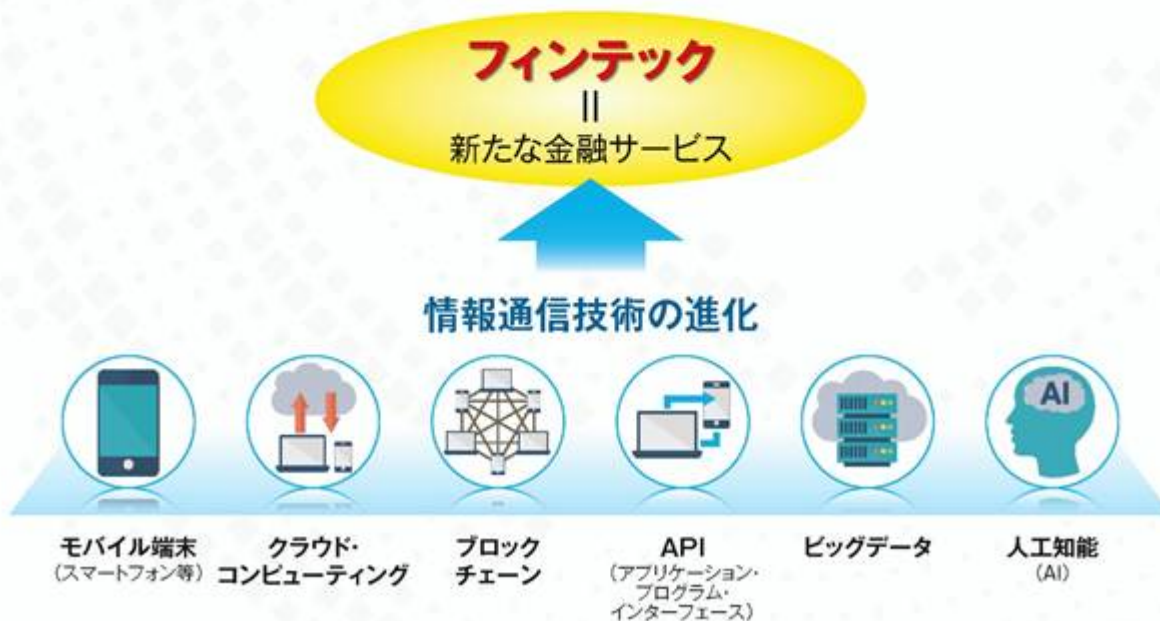 フィンテック
||
新たな金融サービス
情報通信技術の進化
AI
モバイル端末
(スマートフォン等)
クラウド・
コンピューティング
ブロック
チェーン
API
(アプリケーション・
プログラム・
インターフェース)
ビッグデータ
人工知能
(AI)